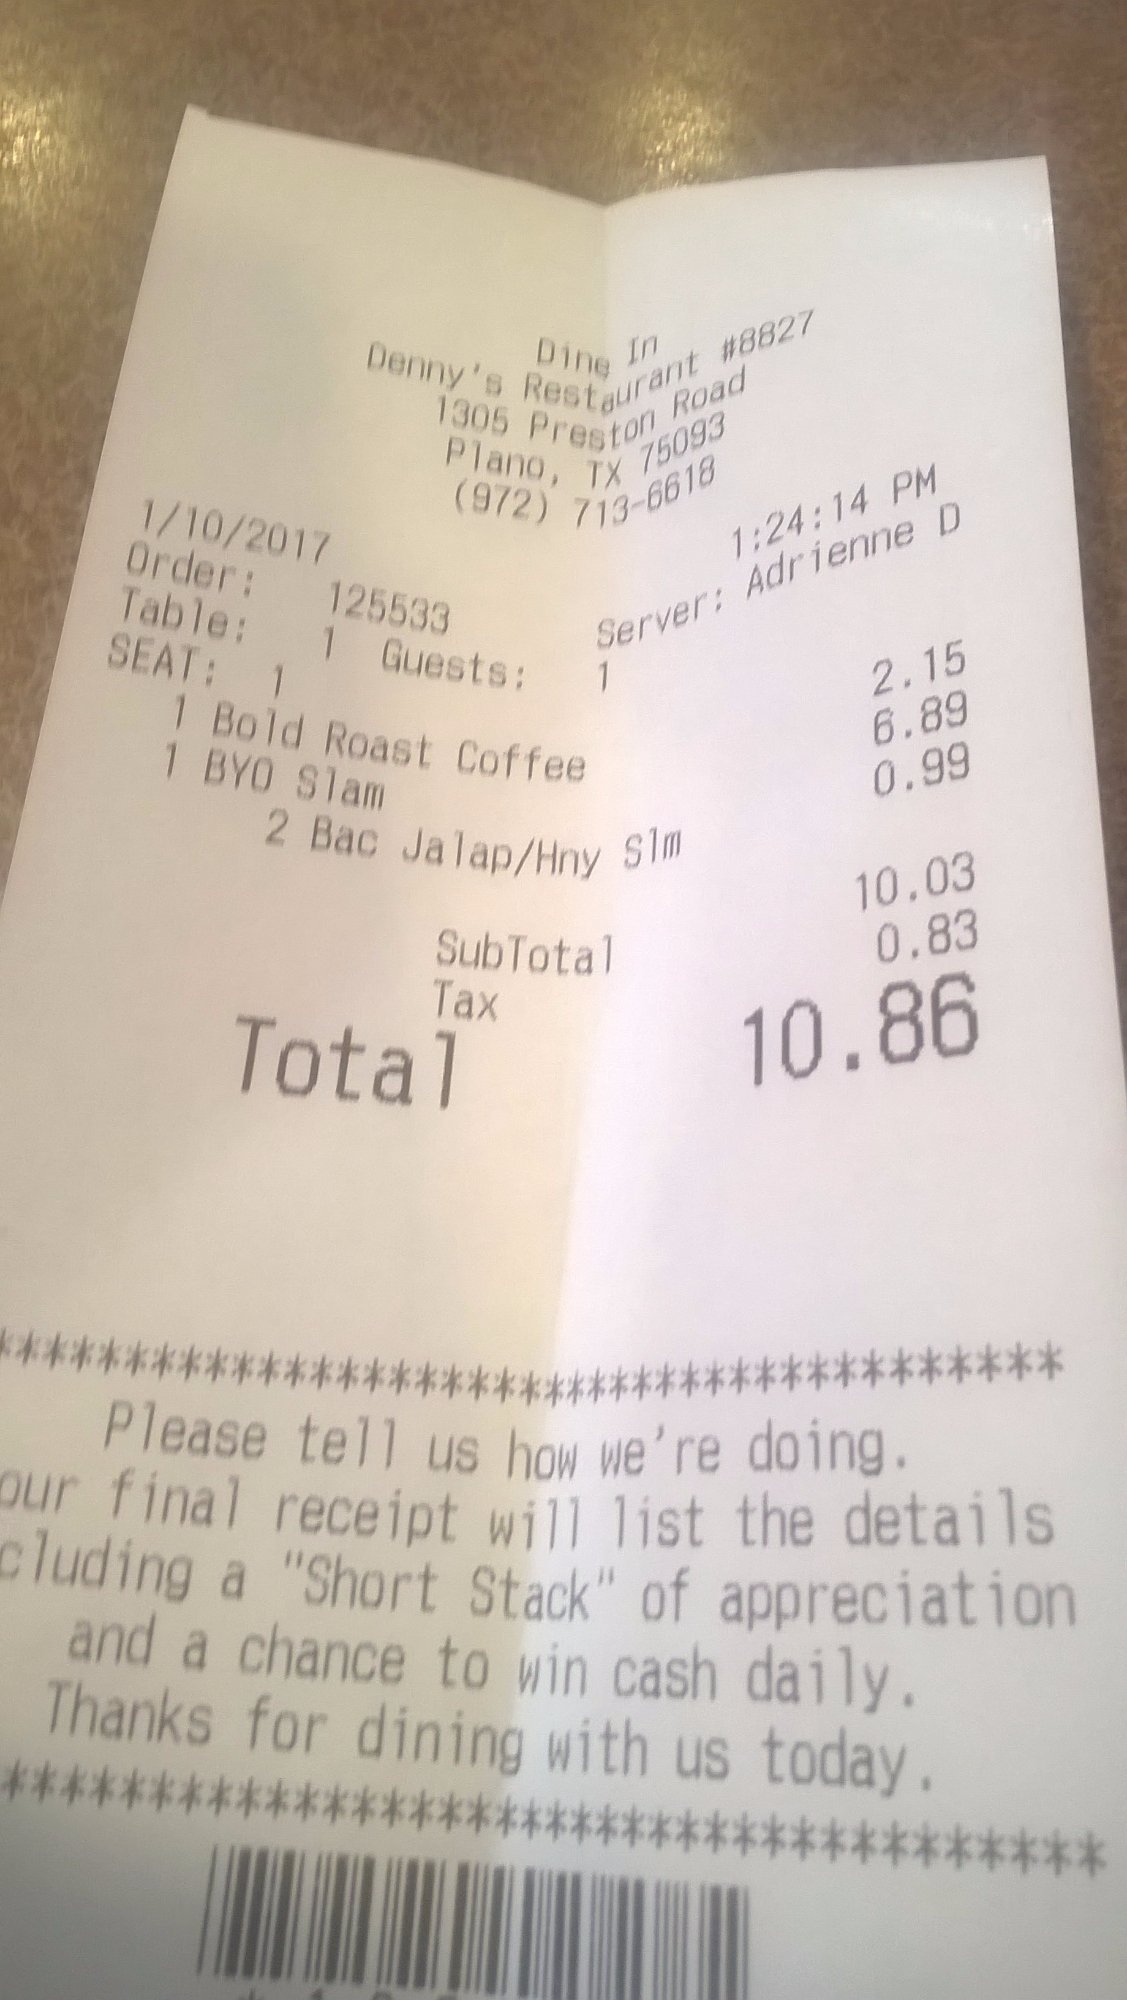 Dine In
Denny's Restaurant #8827
1305 Preston Road
Plano, TX 75093
(972) 713-6618
1/10/2017 1:24:14 PM
Order: 125533 Server: Adrienne D
Table: 1 Guests: 1
SEAT: 1
1 Bold Roast Coffee 2.15
1 BYO Slam 6.89
2 Bac Jalap/Hny Slm 0.99
SubTotal 10.03
Tax 0.83
Total 10.86
****************************************
Please tell us how we're doing.
our final receipt will list the details
cluding a "Short Stack" of appreciation
and a chance to win cash daily.
Thanks for dining with us today.
****************************************